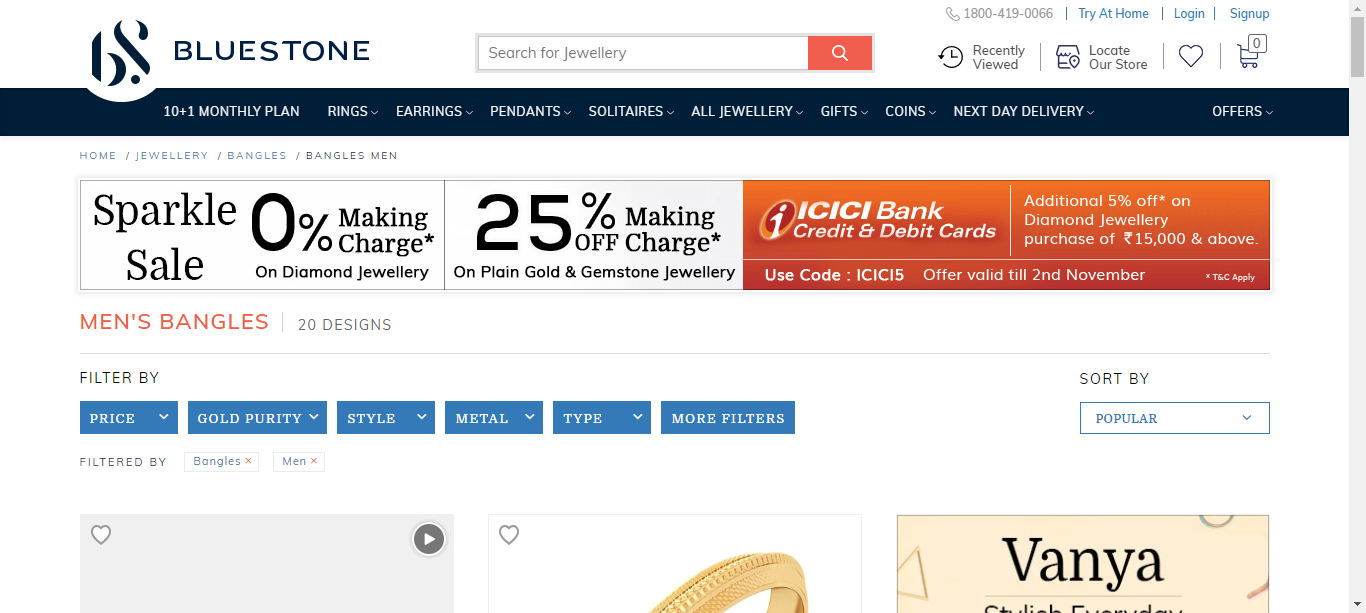 1800-419-0066 | Try At Home | Login | Signup
BLUESTONE
Search for Jewellery
Recently
Viewed
Locate
Our Store
0
10+1 MONTHLY PLAN RINGS EARRINGS PENDANTS SOLITAIRES ALL JEWELLERY GIFTS COINS NEXT DAY DELIVERY OFFERS
HOME / JEWELLERY / BANGLES / BANGLES MEN
Sparkle
Sale
0% Making
Charge*
On Diamond Jewellery
25% Making
OFF Charge*
On Plain Gold & Gemstone Jewellery
ICICI Bank
Credit & Debit Cards
Additional 5% off* on
Diamond Jewellery
purchase of ₹15,000 & above.
Use Code : ICICI5 Offer valid till 2nd November *T&C Apply
MEN'S BANGLES 20 DESIGNS
FILTER BY
SORT BY
PRICE GOLD PURITY STYLE METAL TYPE MORE FILTERS
POPULAR
FILTERED BY Bangles × Men ×
Vanya
Stylish Everyday